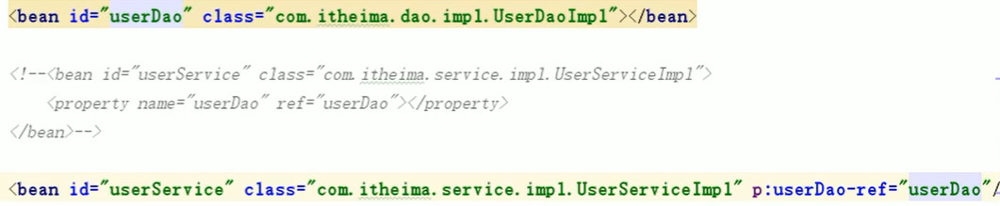 <bean id="userDao" class="com.itheima.dao.impl.UserDaoImpl"></bean>
<!--<bean id="userService" class="com.itheima.service.impl.UserServiceImpl">
<property name="userDao" ref="userDao"></property>
</bean>-->
<bean id="userService" class="com.itheima.service.impl.UserServiceImpl" p:userDao-ref="userDao"/